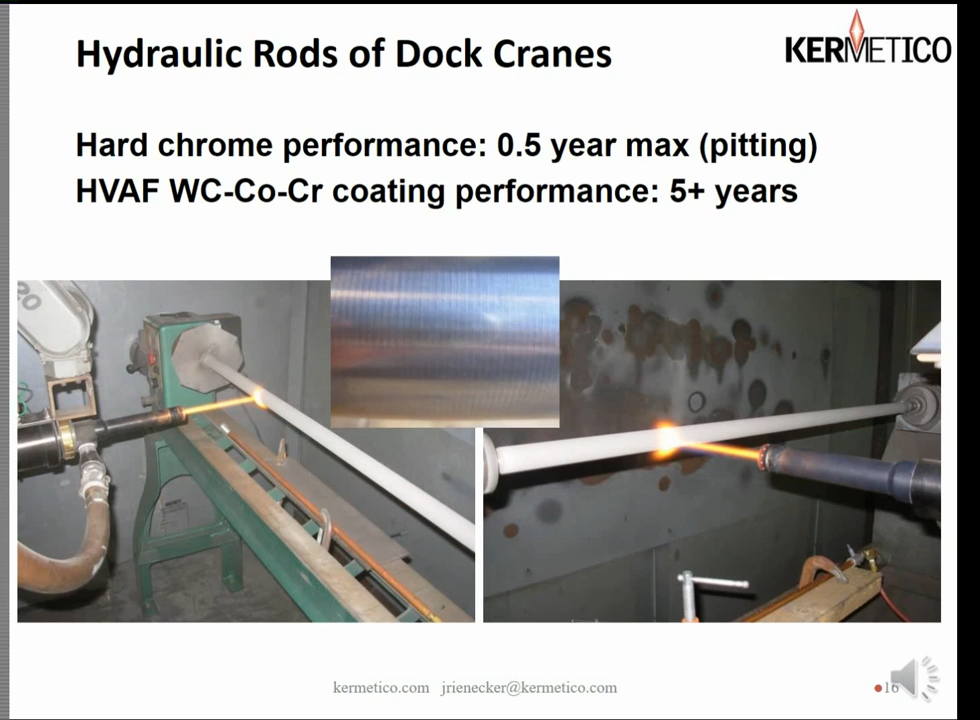 Hydraulic Rods of Dock Cranes
KERMETICO
Hard chrome performance: 0.5 year max (pitting)
HVAF WC-Co-Cr coating performance: 5+ years
kermetico.com jrienecker@kermetico.com
16